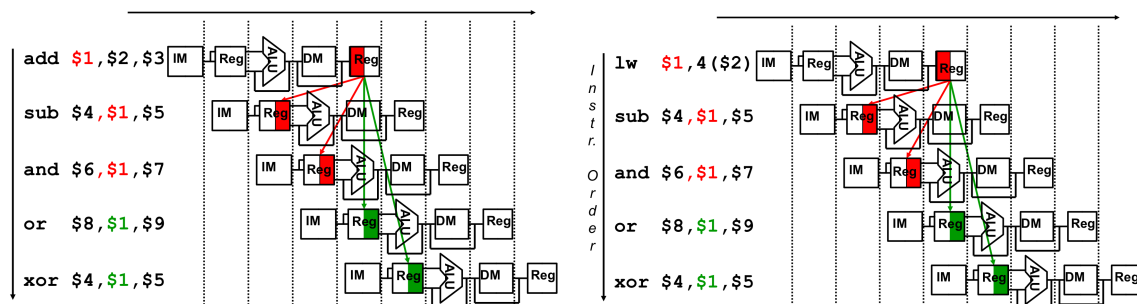 add $1,$2,$3 IM Reg ALU DM Reg
sub $4,$1,$5 IM Reg ALU DM Reg
and $6,$1,$7 IM Reg ALU DM Reg
or $8,$1,$9 IM Reg ALU DM Reg
xor $4,$1,$5 IM Reg ALU DM Reg
Instr. Order
lw $1,4($2) IM Reg ALU DM Reg
sub $4,$1,$5 IM Reg ALU DM Reg
and $6,$1,$7 IM Reg ALU DM Reg
or $8,$1,$9 IM Reg ALU DM Reg
xor $4,$1,$5 IM Reg ALU DM Reg